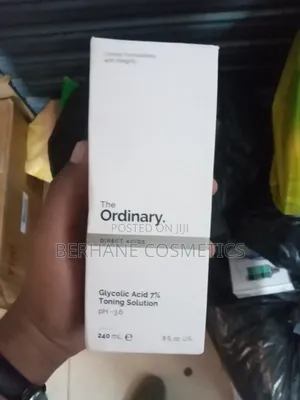 Clinical Formulations
with Integrity.
The
Ordinary.
POSTED ON JIJI
DIRECT ACIDS
BERHANE COSMETICS
Glycolic Acid 7%
Toning Solution
pH ~3.6
240 mL e
8 fl. oz. US.